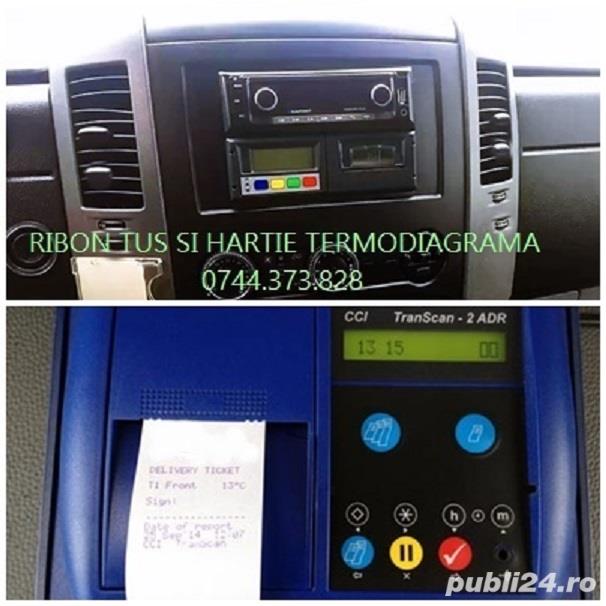 RIBON TUS SI HARTIE TERMODIAGRAMA
0744.373.828
CCI TranScan - 2 ADR
13 15
DELIVERY TICKET
T1 Front 13°C
Sign:
Date of report
CCI Transcan
h m
publi24.ro